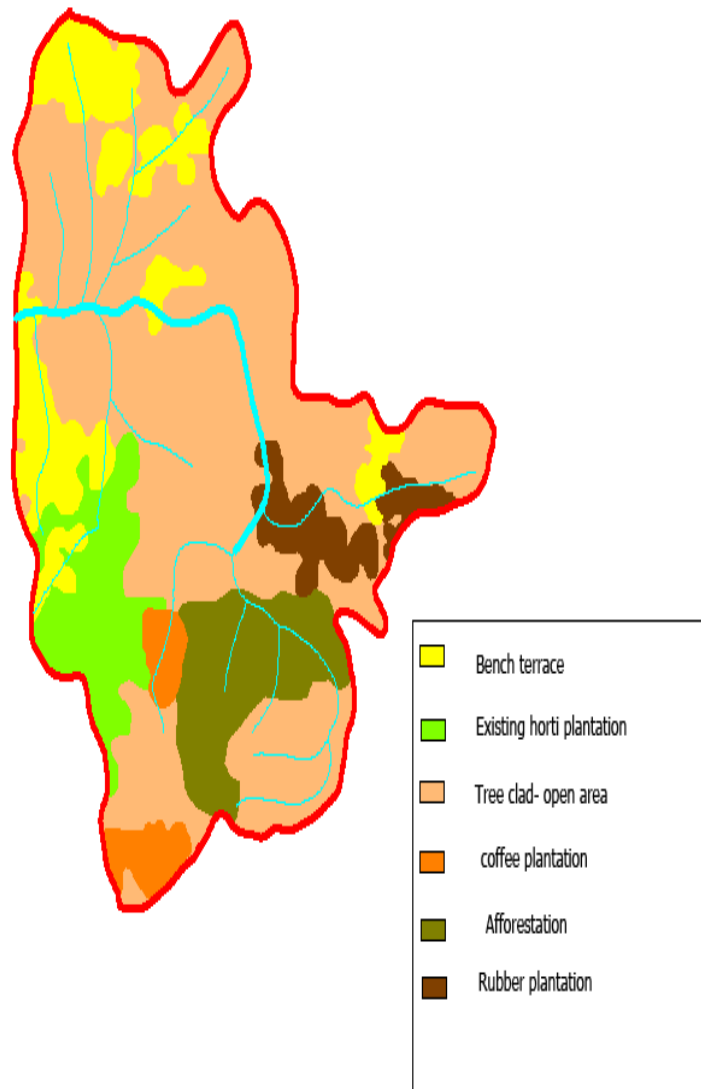 Bench terrace
Existing horti plantation
Tree clad- open area
coffee plantation
Afforestation
Rubber plantation